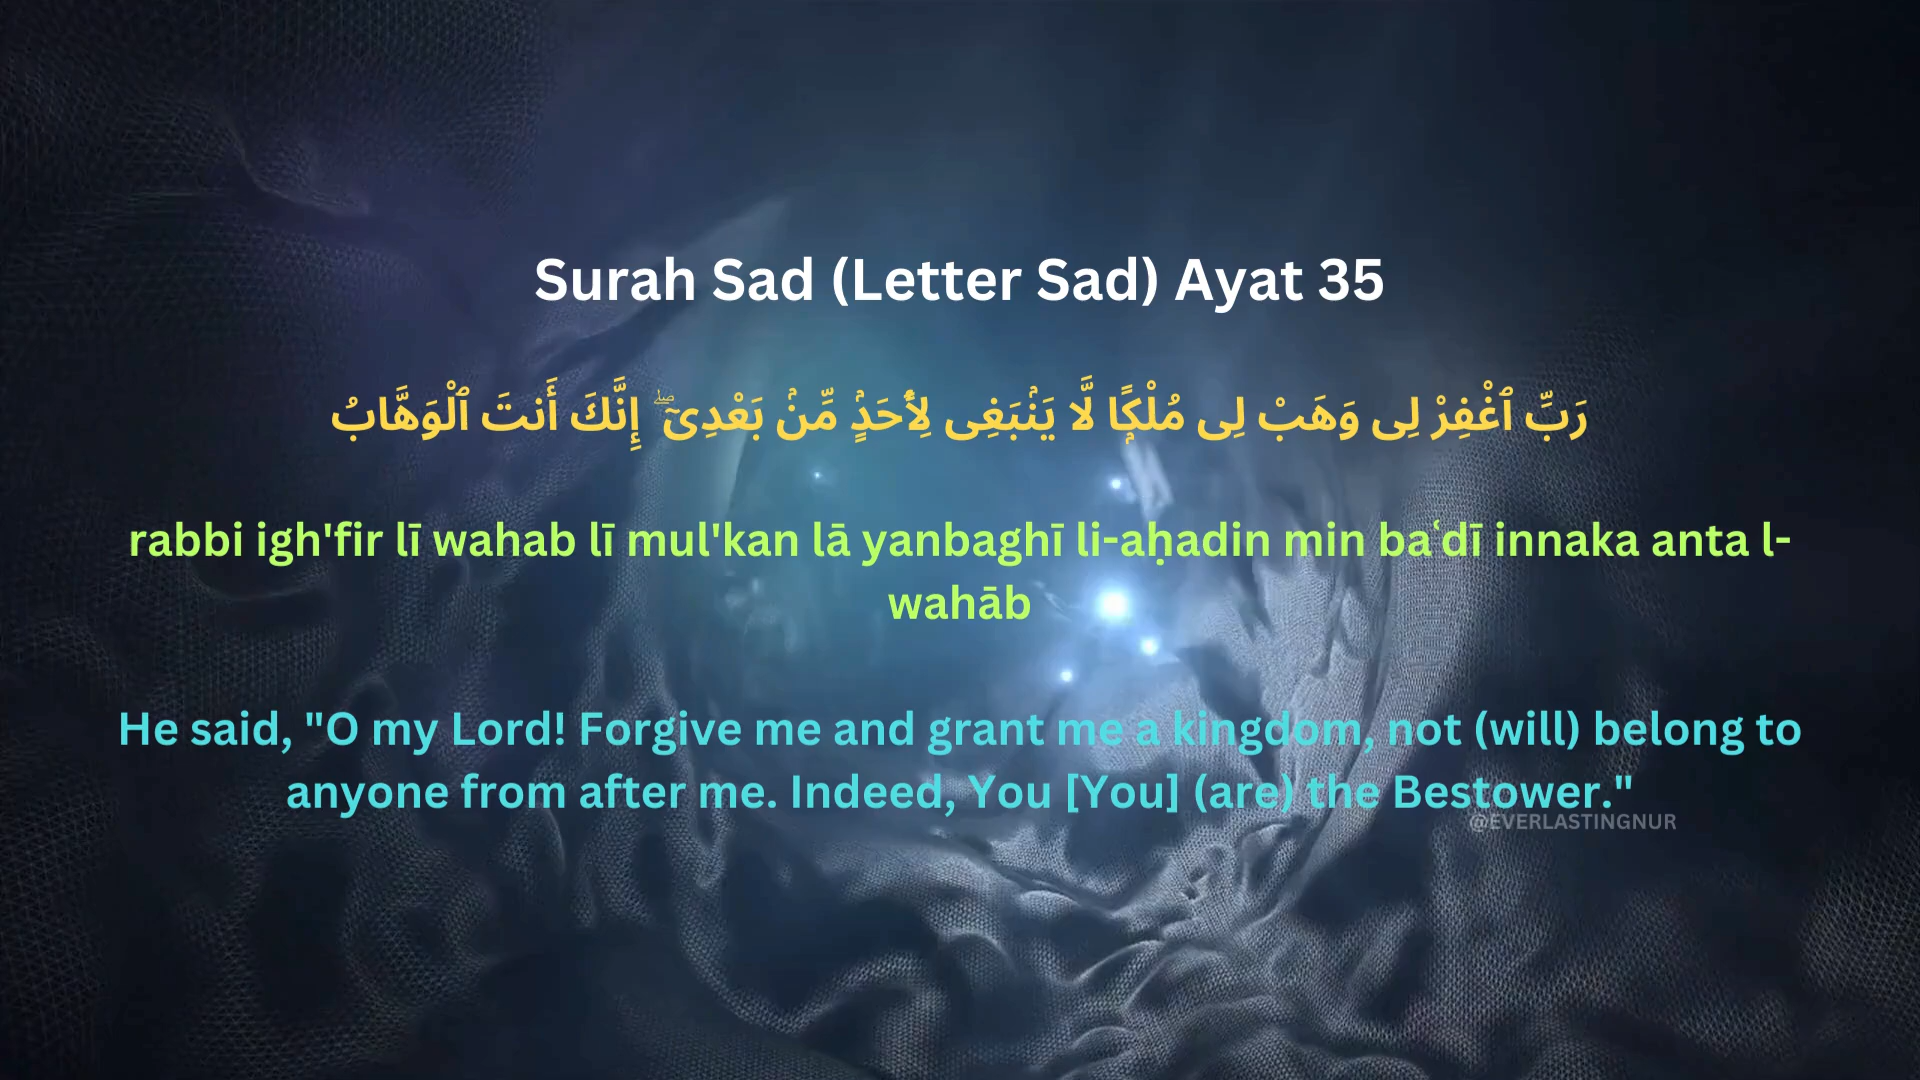 Surah Sad (Letter Sad) Ayat 35
رَبِّ ٱغْفِرْ لِى وَهَبْ لِى مُلْكًۭا لَّا يَنۢبَغِى لِأَحَدٍۢ مِّنۢ بَعْدِىٓ ۖ إِنَّكَ أَنتَ ٱلْوَهَّابُ
rabbi igh'fir lī wahab lī mul'kan lā yanbaghī li-aḥadin min baʿdī innaka anta l-
wahāb
He said, "O my Lord! Forgive me and grant me a kingdom, not (will) belong to
anyone from after me. Indeed, You [You] (are) the Bestower."
@EVERLASTINGNUR